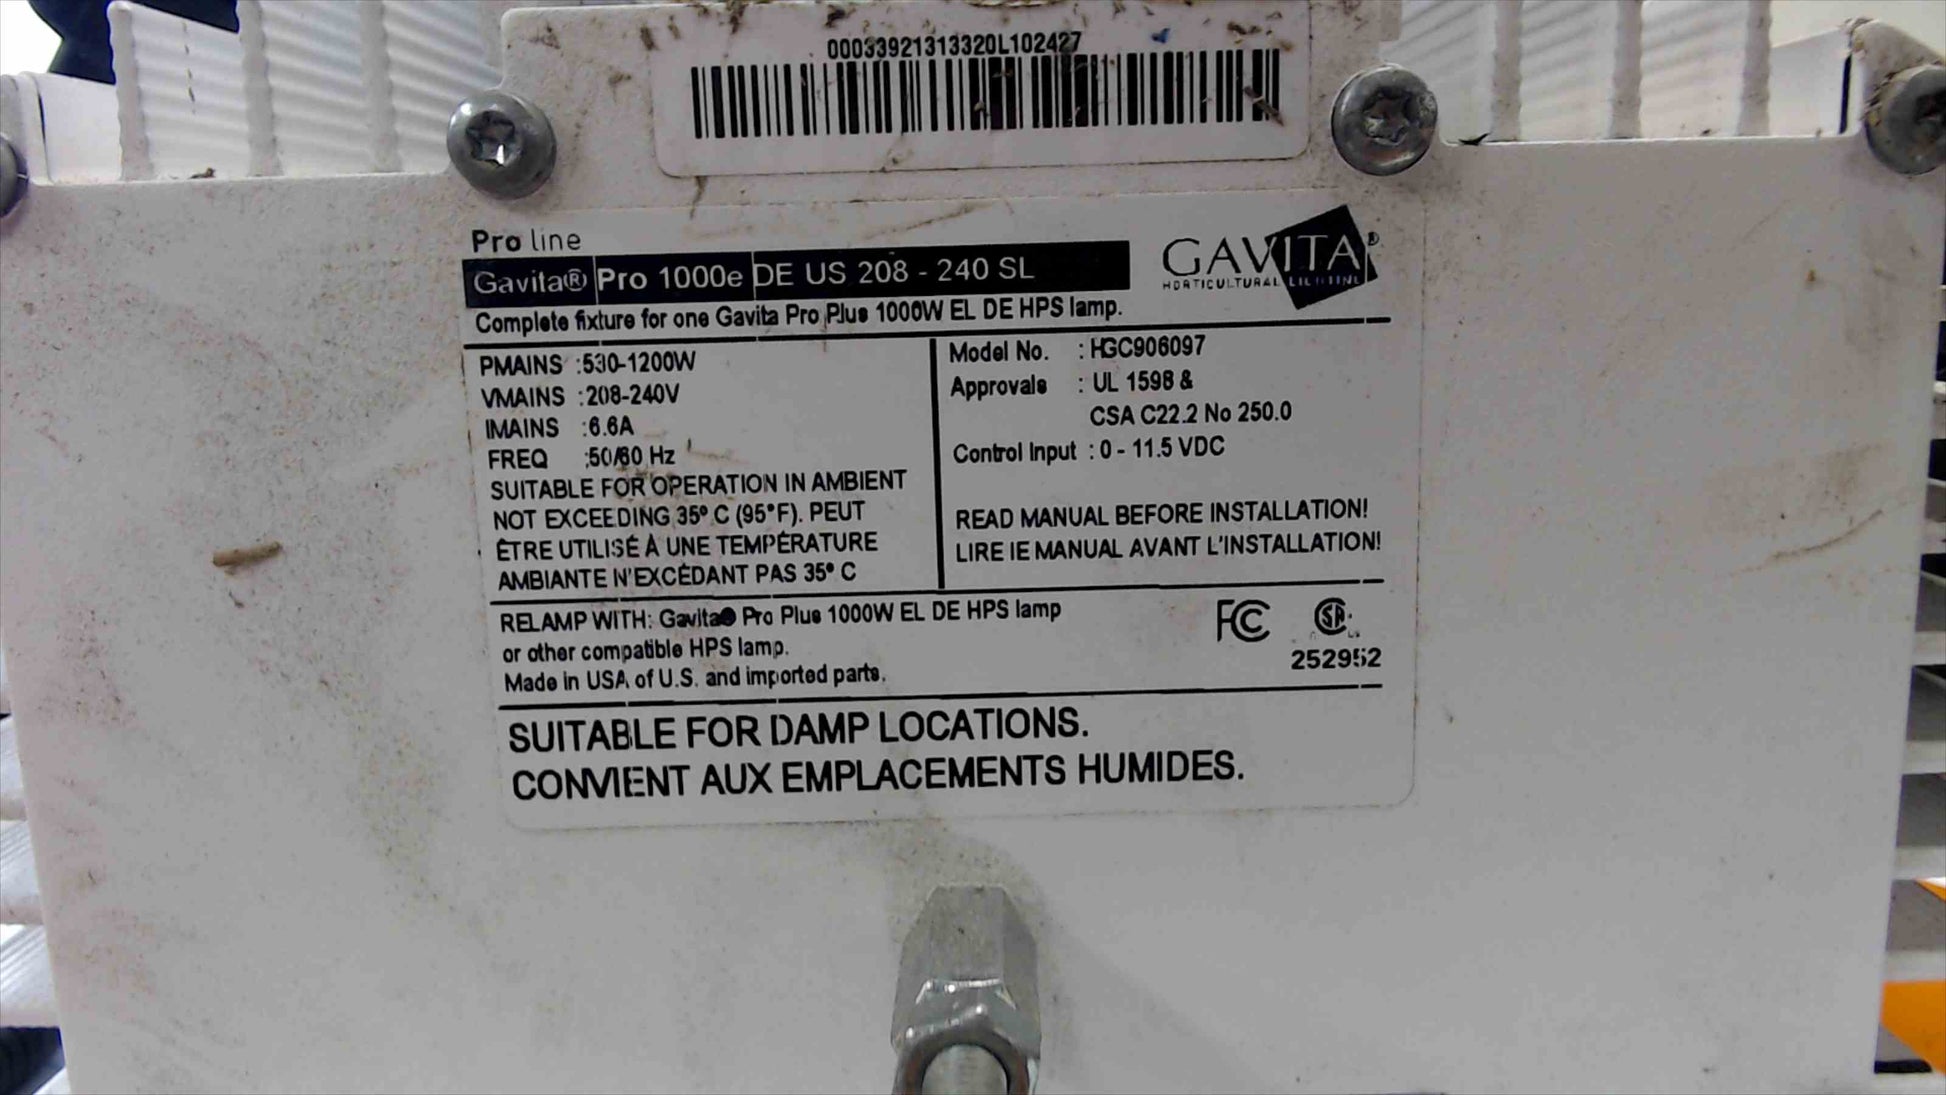 00033921313320L102427
Pro line
Gavita® Pro 1000e DE US 208 - 240 SL
GAVITA®
HORTICULTURAL LIGHTING
Complete fixture for one Gavita Pro Plus 1000W EL DE HPS lamp.
PMAINS :530-1200W
VMAINS :208-240V
IMAINS :6.6A
FREQ :50/60 Hz
SUITABLE FOR OPERATION IN AMBIENT
NOT EXCEEDING 35° C (95°F). PEUT
ÊTRE UTILISÉ À UNE TEMPÉRATURE
AMBIANTE N'EXCÉDANT PAS 35° C
Model No. : HGC906097
Approvals : UL 1598 &
CSA C22.2 No 250.0
Control Input : 0 - 11.5 VDC
READ MANUAL BEFORE INSTALLATION!
LIRE lE MANUAL AVANT L'INSTALLATION!
RELAMP WITH: Gavita® Pro Plus 1000W EL DE HPS lamp
or other compatible HPS lamp.
Made in USA of U.S. and imported parts.
FC
SA
252952
SUITABLE FOR DAMP LOCATIONS.
CONVIENT AUX EMPLACEMENTS HUMIDES.